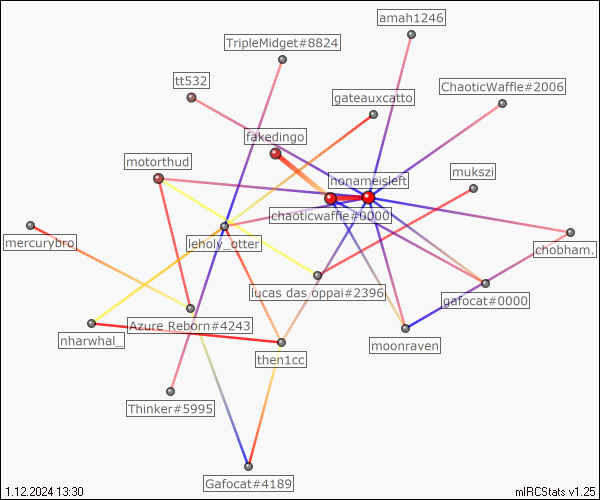 amah1246
TripleMidget#8824
tt532
ChaoticWaffle#2006
gateauxcatto
fakedingo
motorthud
mukszi
nonameisleft
chaoticwaffle#0000
mercurybro_
leholy_otter
chobham.
lucas das oppai#2396
gafocat#0000
Azure Reborn#4243
nharwhal_
moonraven
then1cc
Thinker#5995
Gafocat#4189
1.12.2024 13:30
mIRCStats v1.25